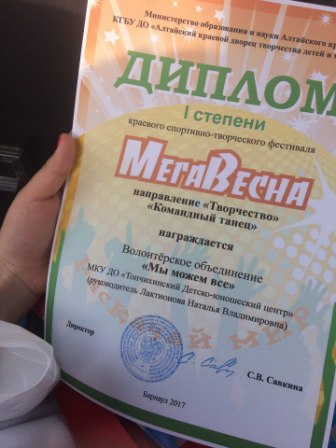 Министерство образования и науки Алтайского кр
КГБУ ДО «Алтайский краевой дворец творчества детей и
ДИПЛОМ
I степени
краевого спортивно-творческого фестиваля
МегаВесна
направление «Творчество»
«Командный танец»
награждается
Волонтёрское объединение
«Мы можем все»
МКУ ДО «Топчихинский Детско-юношеский центр»
(руководитель Лактионова Наталья Владимировна)
Директор
С.В. Савкина
Барнаул 2017